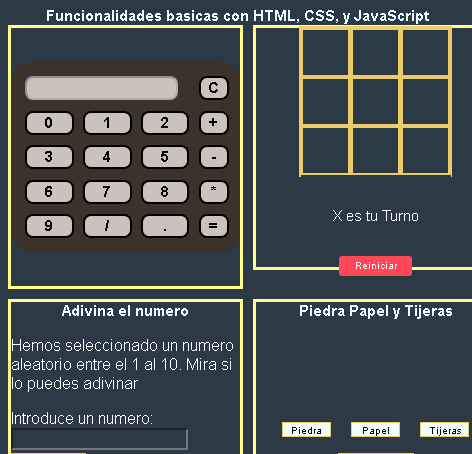 Funcionalidades basicas con HTML, CSS, y JavaScript
C
0 1 2 +
3 4 5 -
6 7 8 *
9 / . =
X es tu Turno
Reiniciar
Adivina el numero
Hemos seleccionado un numero
aleatorio entre el 1 al 10. Mira si
lo puedes adivinar
Introduce un numero:
Piedra Papel y Tijeras
Piedra Papel Tijeras